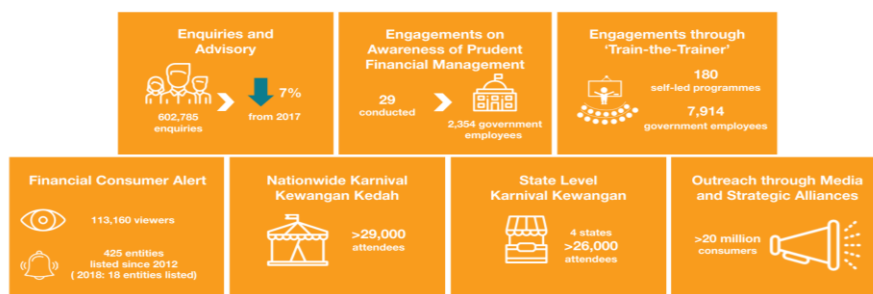 Enquiries and
Advisory
602,785
enquiries
7%
from 2017
Engagements on
Awareness of Prudent
Financial Management
29
conducted
2,354 government
employees
Engagements through
‘Train-the-Trainer’
180
self-led programmes
7,914
government employees
Financial Consumer Alert
113,160 viewers
425 entities
listed since 2012
( 2018: 18 entities listed)
Nationwide Karnival
Kewangan Kedah
>29,000
attendees
State Level
Karnival Kewangan
4 states
>26,000
attendees
Outreach through Media
and Strategic Alliances
>20 million
consumers